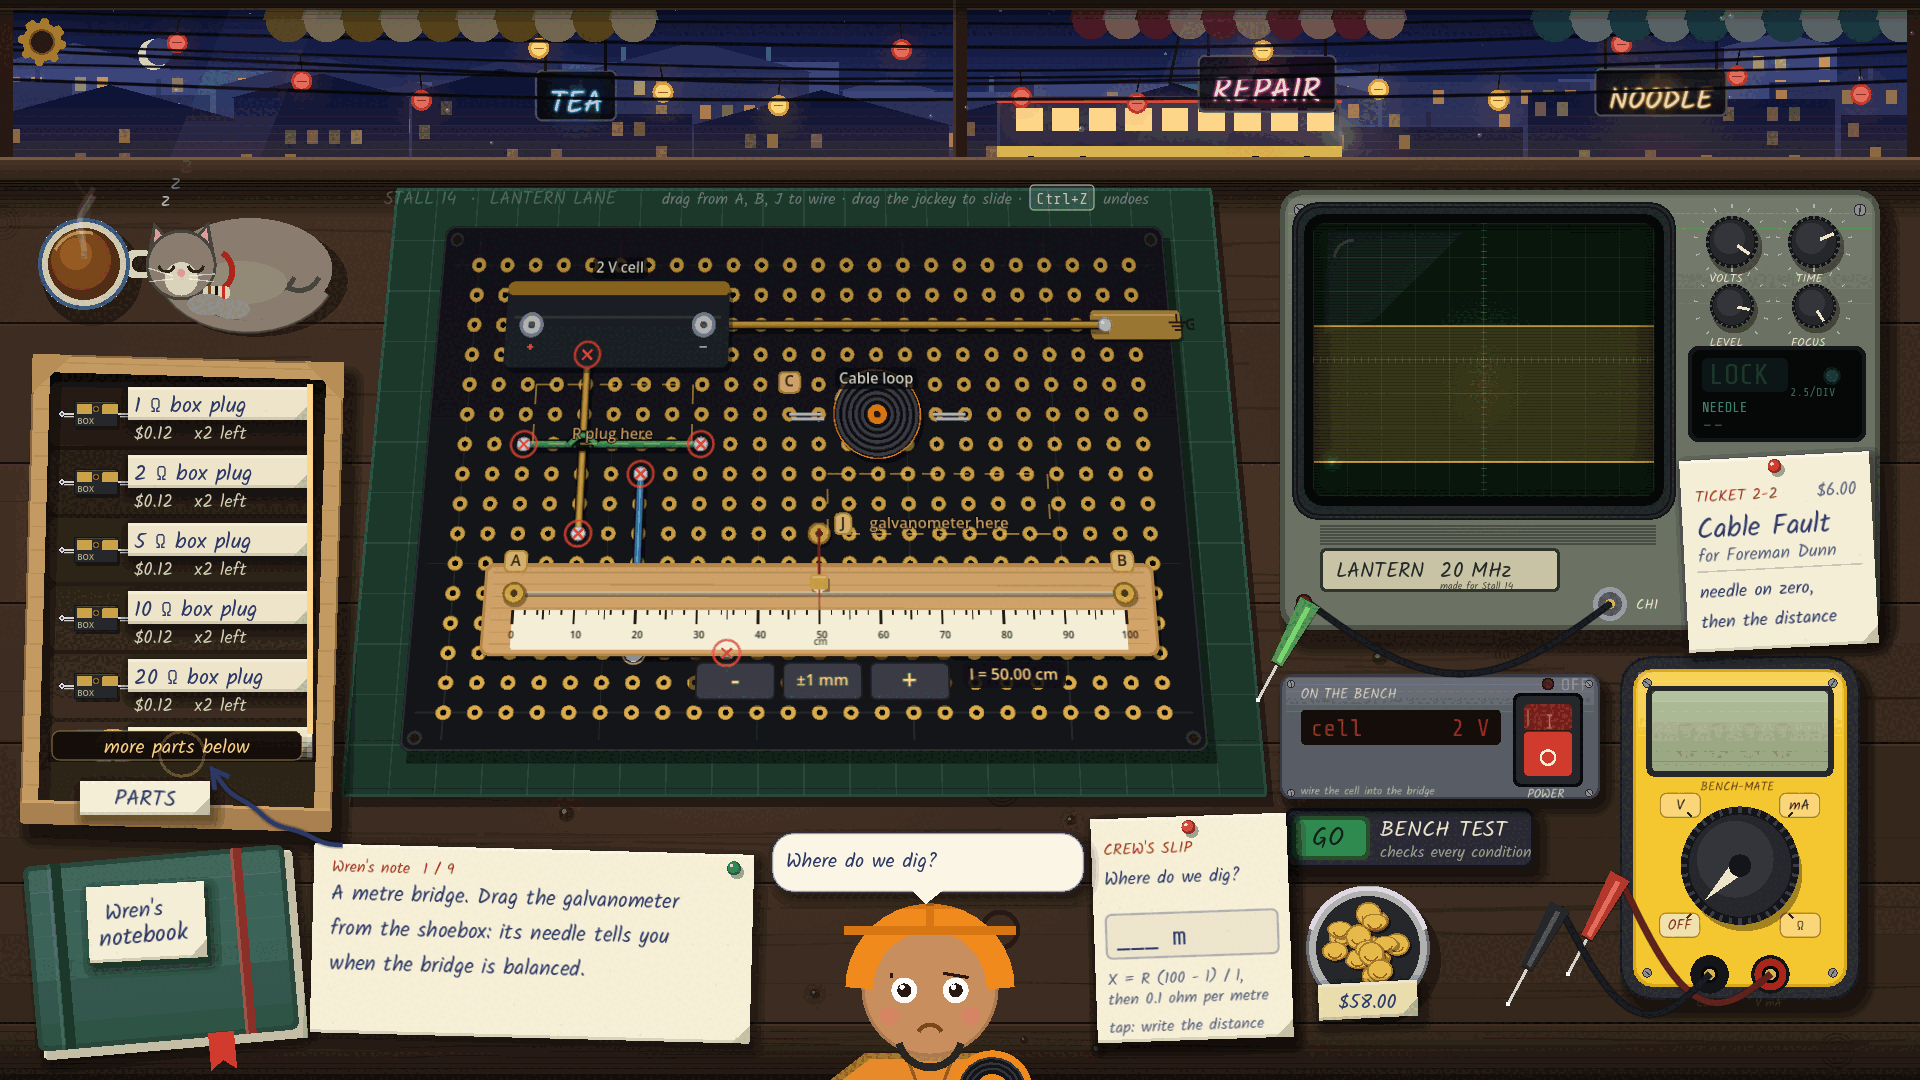 TEA
REPAIR
NOODLE
STALL 14 · LANTERN LANE
drag from A, B, J to wire · drag the jockey to slide · Ctrl+Z undoes
2 V cell
+
−
G
C
Cable loop
R plug here
J
galvanometer here
A
B
0 10 20 30 40 50 60 70 80 90 100
cm
-
±1 mm
+
l = 50.00 cm
1 Ω box plug
$0.12 x2 left
BOX
2 Ω box plug
$0.12 x2 left
BOX
5 Ω box plug
$0.12 x2 left
BOX
10 Ω box plug
$0.12 x2 left
BOX
20 Ω box plug
$0.12 x2 left
BOX
more parts below
PARTS
Wren's
notebook
Wren's note 1 / 9
A metre bridge. Drag the galvanometer
from the shoebox: its needle tells you
when the bridge is balanced.
Where do we dig?
CREW'S SLIP
Where do we dig?
___ m
X = R (100 - l) / l,
then 0.1 ohm per metre
tap: write the distance
VOLTS
TIME
LEVEL
FOCUS
LOCK
2.5/DIV
NEEDLE
--
LANTERN 20 MHz
made for Stall 14
CH1
TICKET 2-2 $6.00
Cable Fault
for Foreman Dunn
needle on zero,
then the distance
ON THE BENCH
OFF
cell 2 V
wire the cell into the bridge
POWER
GO
BENCH TEST
checks every condition
$58.00
BENCH-MATE
V
mA
OFF
Ω
V mA
z
z
z